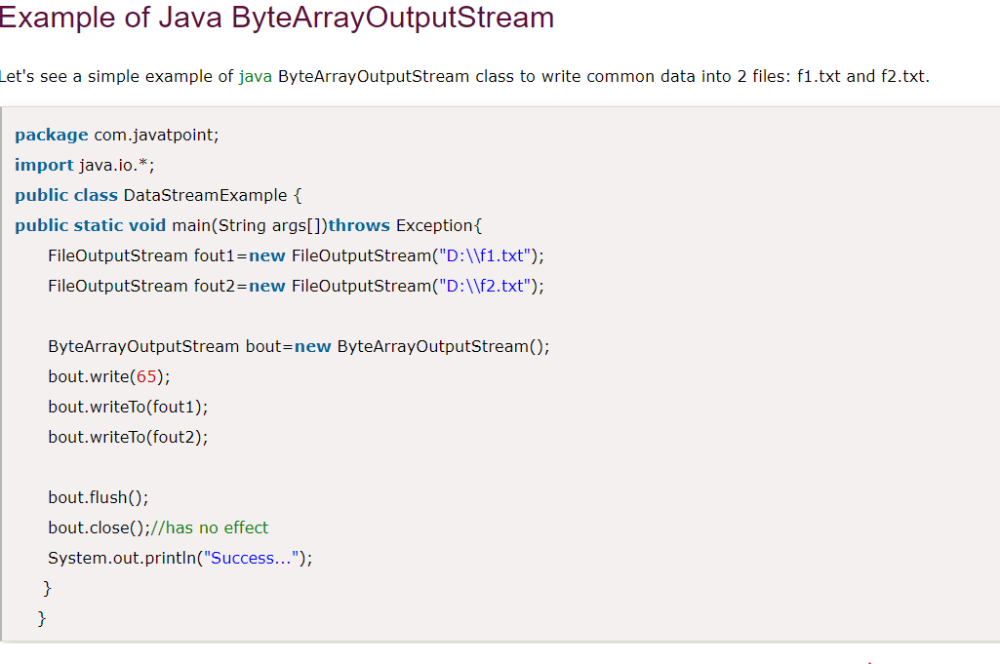 Example of Java ByteArrayOutputStream
Let's see a simple example of java ByteArrayOutputStream class to write common data into 2 files: f1.txt and f2.txt.
package com.javatpoint;
import java.io.*;
public class DataStreamExample {
public static void main(String args[])throws Exception{
FileOutputStream fout1=new FileOutputStream("D:\\f1.txt");
FileOutputStream fout2=new FileOutputStream("D:\\f2.txt");
ByteArrayOutputStream bout=new ByteArrayOutputStream();
bout.write(65);
bout.writeTo(fout1);
bout.writeTo(fout2);
bout.flush();
bout.close();//has no effect
System.out.println("Success...");
}
}